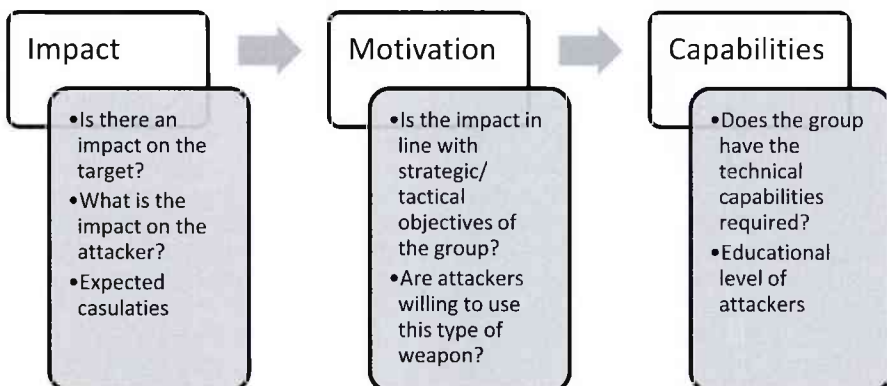 Impact
•Is there an
impact on the
target?
•What is the
impact on the
attacker?
•Expected
casulaties
Motivation
•Is the impact in
line with
strategic/
tactical
objectives of
the group?
•Are attackers
willing to use
this type of
weapon?
Capabilities
•Does the group
have the
technical
capabilities
required?
•Educational
level of
attackers